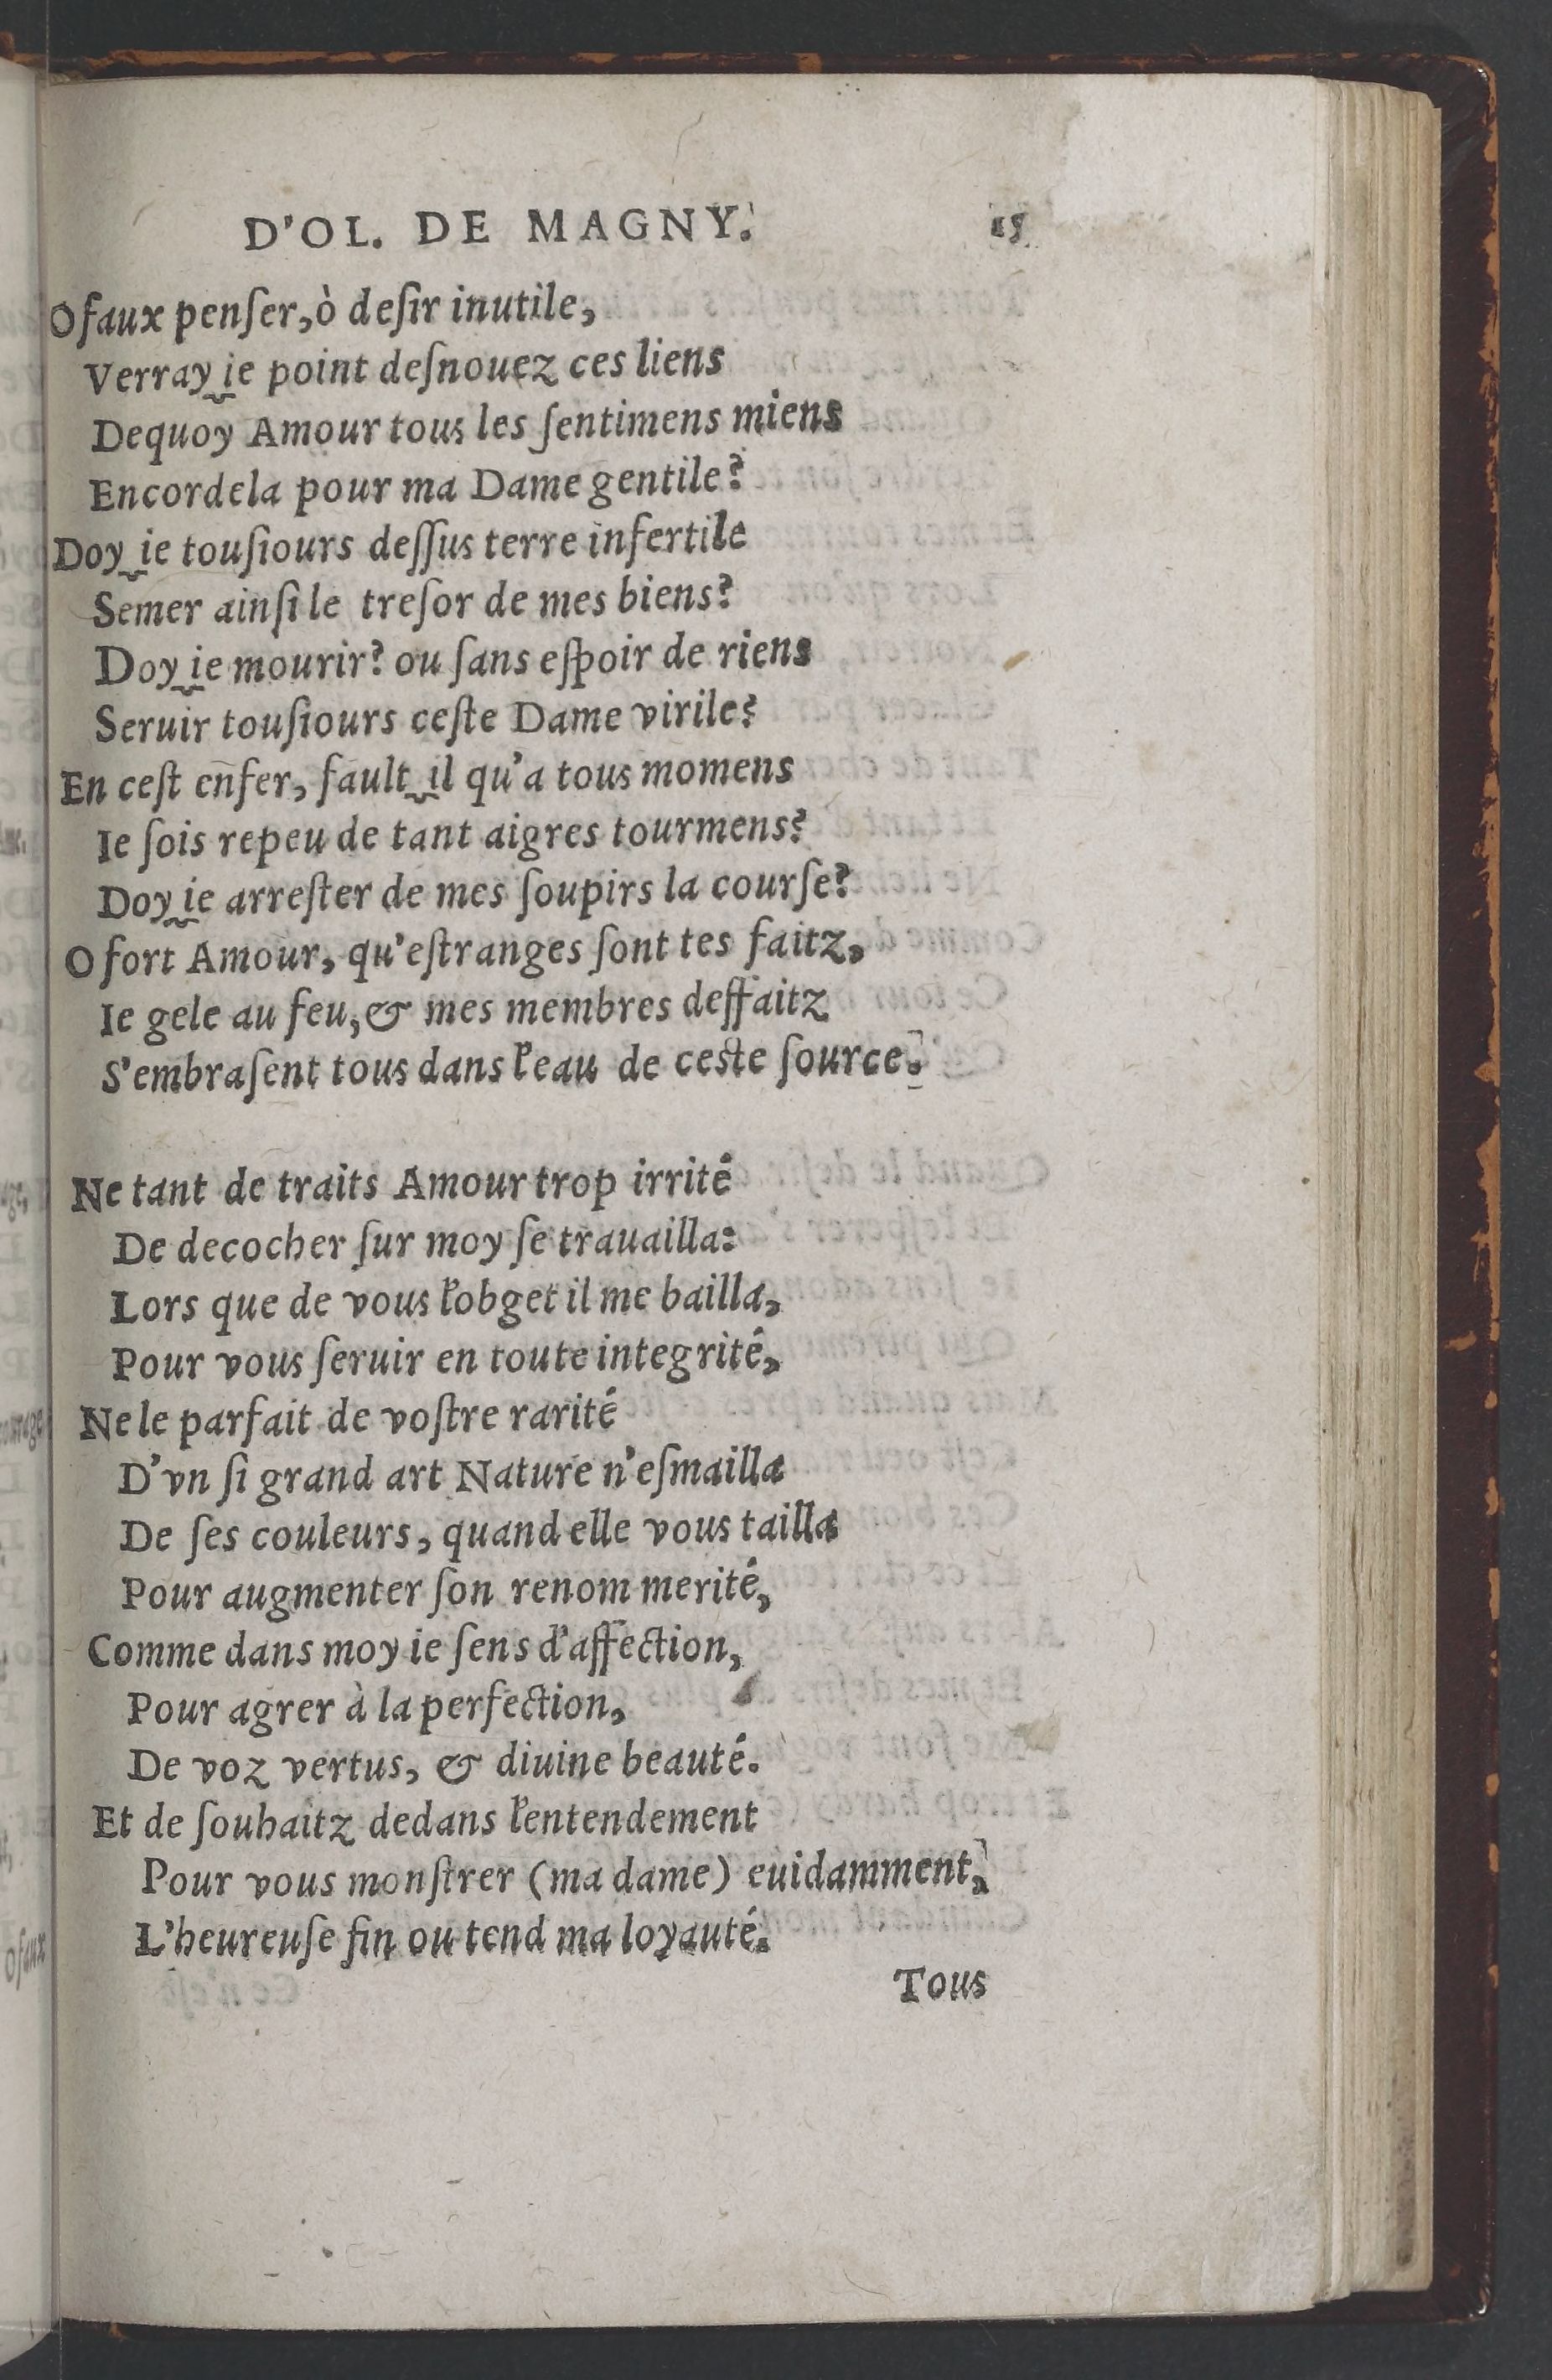 D'OL. DE MAGNY. 15
O faux penſer, ò deſir inutile,
Verray‿ie point deſnouez ces liens
Dequoy Amour tous les ſentimens miens
Encordela pour ma Dame gentile?
Doy‿ie touſiours deſſus terre infertile
Semer ainſi le treſor de mes biens?
Doy‿ie mourir? ou ſans eſpoir de riens
Seruir touſiours ceſte Dame virile?
En ceſt enfer, fault‿il qu'a tous momens
Ie ſois repeu de tant aigres tourmens?
Doy‿ie arreſter de mes ſoupirs la courſe?
O fort Amour, qu'eſtranges ſont tes faitz,
Ie gele au feu, & mes membres deffaitz
S'embraſent tous dans l'eau de ceste ſource.
Ne tant de traits Amour trop irrité
De decocher ſur moy ſe trauailla:
Lors que de vous l'obget il me bailla,
Pour vous ſeruir en toute integrité,
Ne le parfait de voſtre rarité
D'vn ſi grand art Nature n'eſmailla
De ſes couleurs, quand elle vous tailla
Pour augmenter ſon renom merité,
Comme dans moy ie ſens d'affection,
Pour agrer à la perfection,
De voz vertus, & diuine beauté.
Et de ſouhaitz dedans l'entendement
Pour vous monſtrer (ma dame) euidamment,
L'heureuſe fin ou tend ma loyauté.
Tous